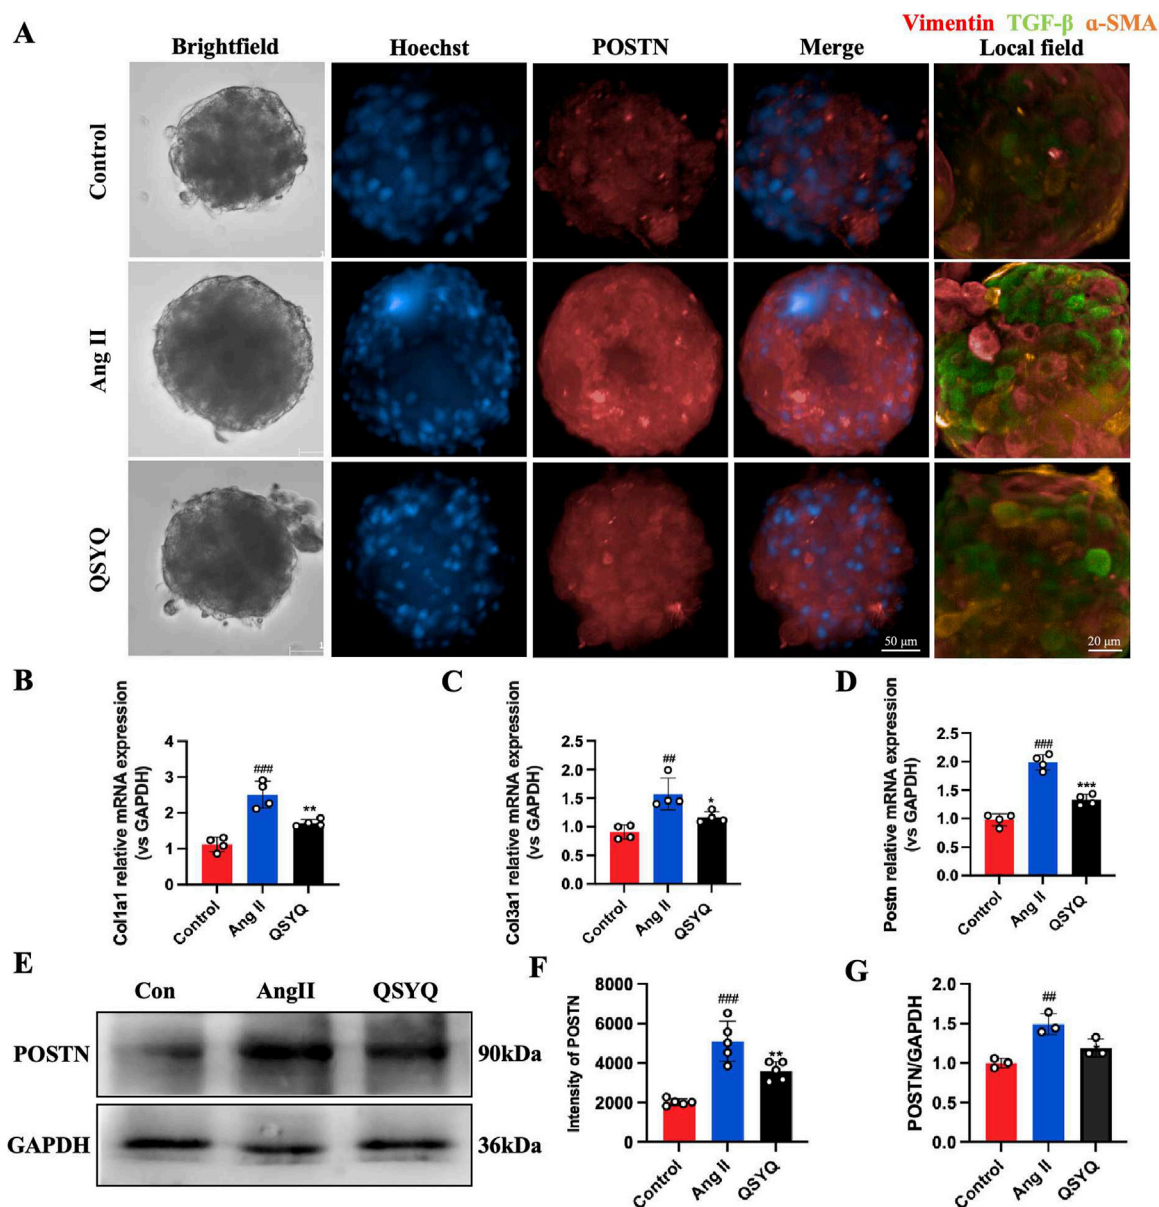 Vimentin TGF-β α-SMA
A
Brightfield Hoechst POSTN Merge Local field
Control
Ang II
QSYQ
50 μm
20 μm
B
Col1a1 relative mRNA expression
(vs GAPDH)
4
3
2
1
0
###
**
Control
Ang II
QSYQ
C
Col3a1 relative mRNA expression
(vs GAPDH)
2.5
2.0
1.5
1.0
0.5
0.0
##
*
Control
Ang II
QSYQ
D
Postn relative mRNA expression
(vs GAPDH)
2.5
2.0
1.5
1.0
0.5
0.0
###
***
Control
Ang II
QSYQ
E
Con AngII QSYQ
POSTN 90kDa
GAPDH 36kDa
F
Intensity of POSTN
8000
6000
4000
2000
0
###
**
Control
Ang II
QSYQ
G
POSTN/GAPDH
2.0
1.5
1.0
0.5
0.0
##
Control
Ang II
QSYQ